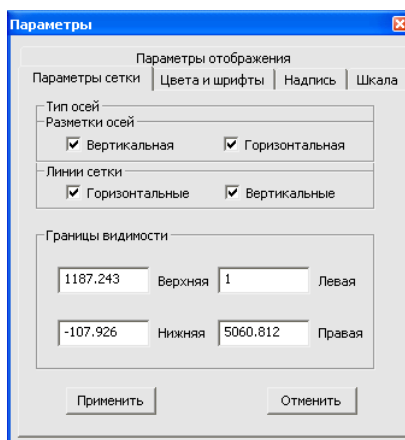 Параметры
Параметры отображения
Параметры сетки Цвета и шрифты Надпись Шкала
Тип осей
Разметки осей
Вертикальная Горизонтальная
Линии сетки
Горизонтальные Вертикальные
Границы видимости
1187.243 Верхняя 1 Левая
-107.926 Нижняя 5060.812 Правая
Применить Отменить